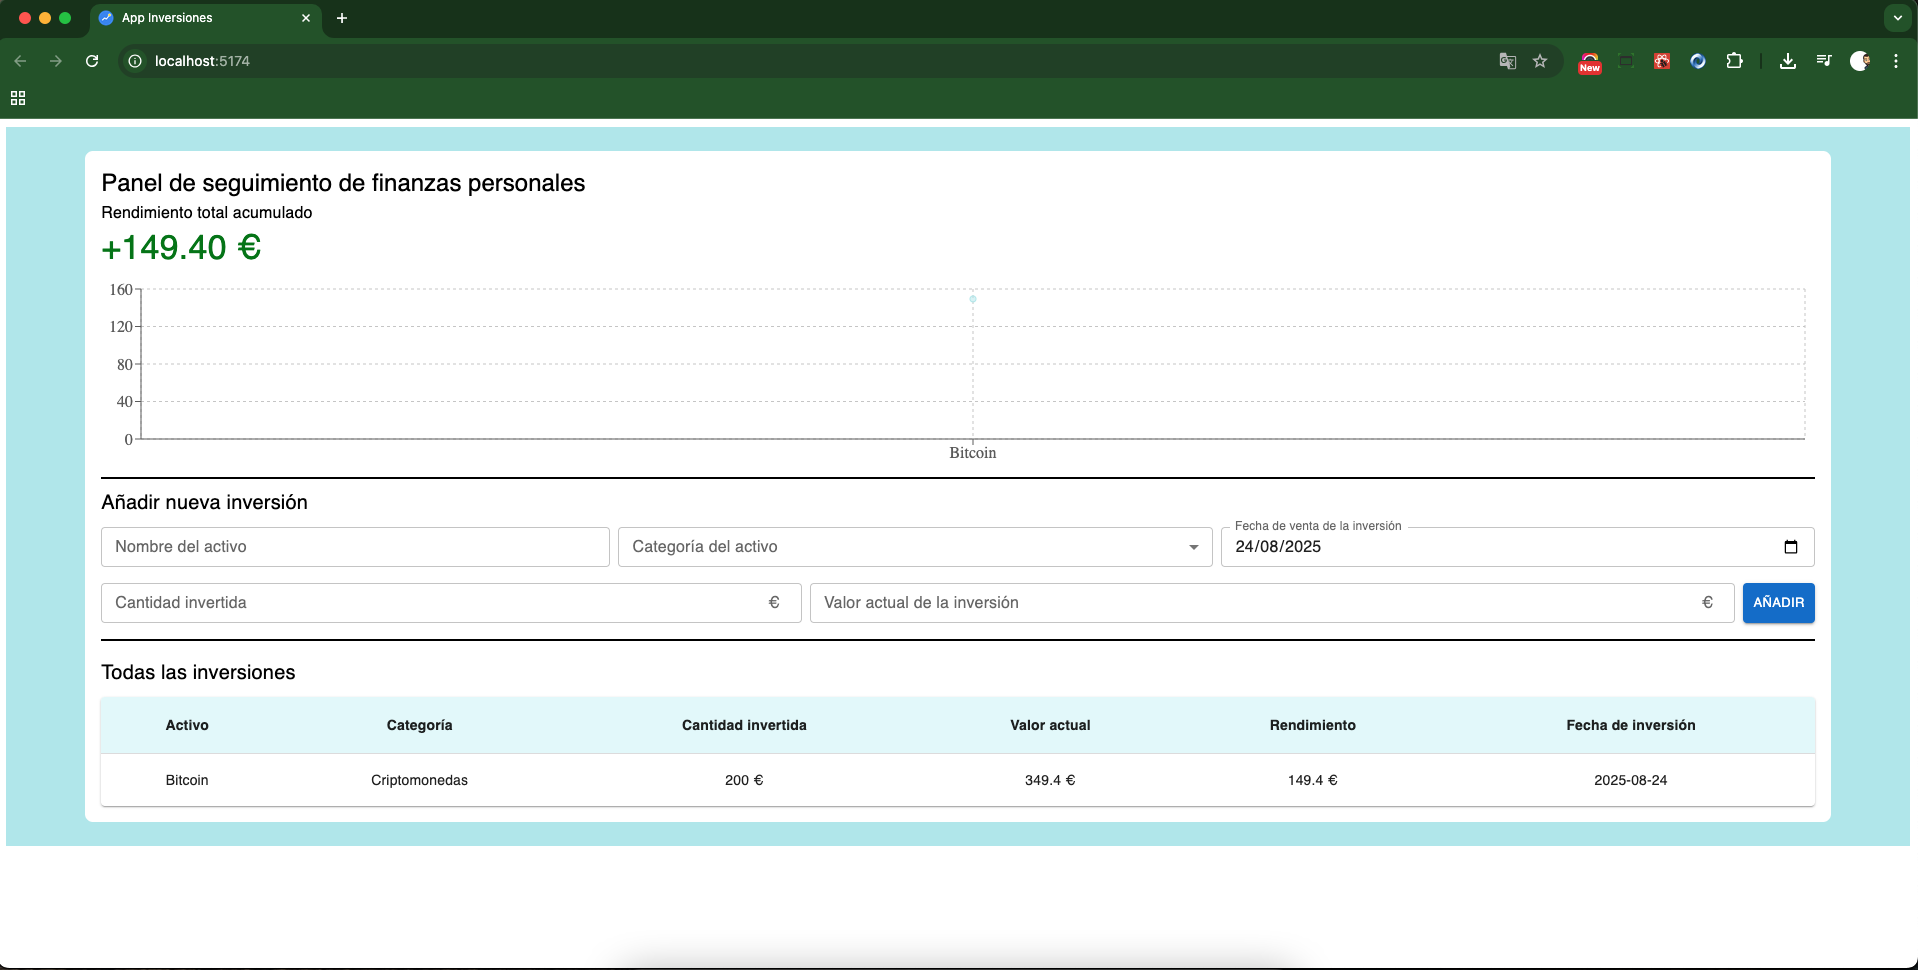 App Inversiones
localhost:5174
New
Panel de seguimiento de finanzas personales
Rendimiento total acumulado
+149.40 €
160
120
80
40
0
Bitcoin
Añadir nueva inversión
Fecha de venta de la inversión
Nombre del activo Categoría del activo 24/08/2025
Cantidad invertida € Valor actual de la inversión € AÑADIR
Todas las inversiones
Activo Categoría Cantidad invertida Valor actual Rendimiento Fecha de inversión
Bitcoin Criptomonedas 200 € 349.4 € 149.4 € 2025-08-24